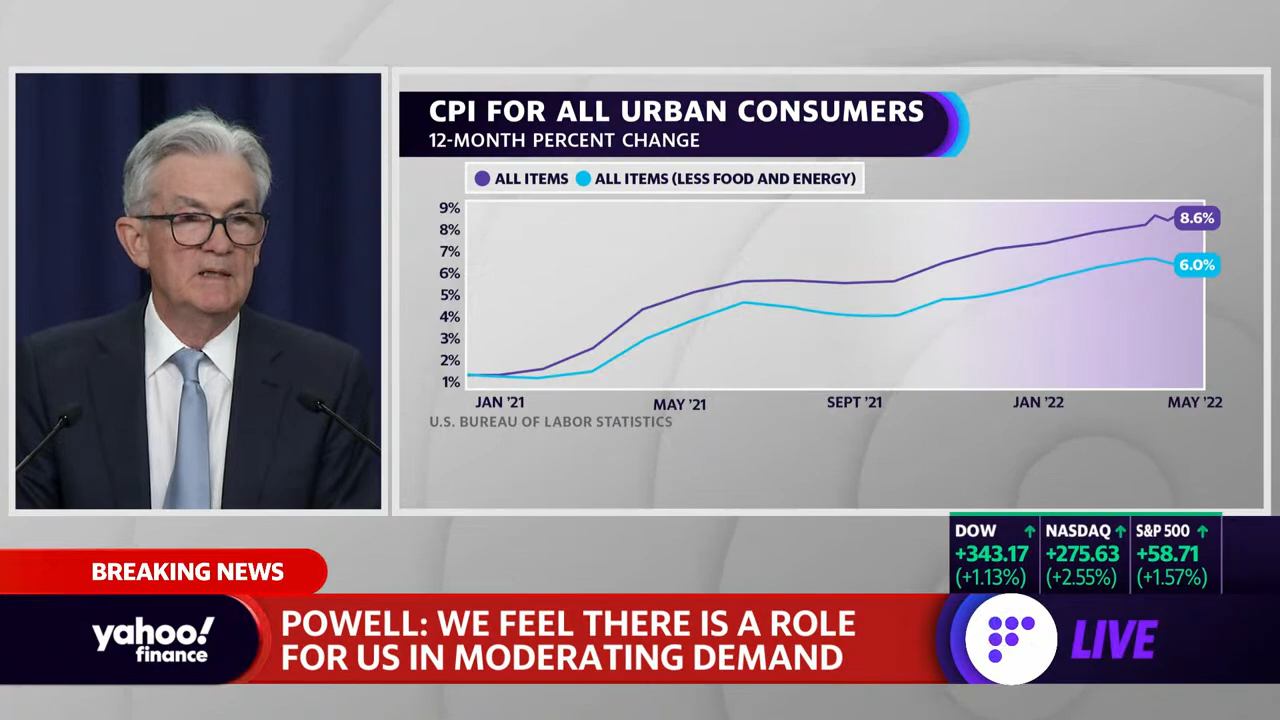 CPI FOR ALL URBAN CONSUMERS
12-MONTH PERCENT CHANGE
ALL ITEMS ALL ITEMS (LESS FOOD AND ENERGY)
9%
8%
7%
6%
5%
4%
3%
2%
1%
8.6%
6.0%
JAN '21 MAY '21 SEPT '21 JAN '22 MAY '22
U.S. BUREAU OF LABOR STATISTICS
DOW NASDAQ S&P 500
+343.17 +275.63 +58.71
(+1.13%) (+2.55%) (+1.57%)
BREAKING NEWS
yahoo!
finance
POWELL: WE FEEL THERE IS A ROLE
FOR US IN MODERATING DEMAND
LIVE